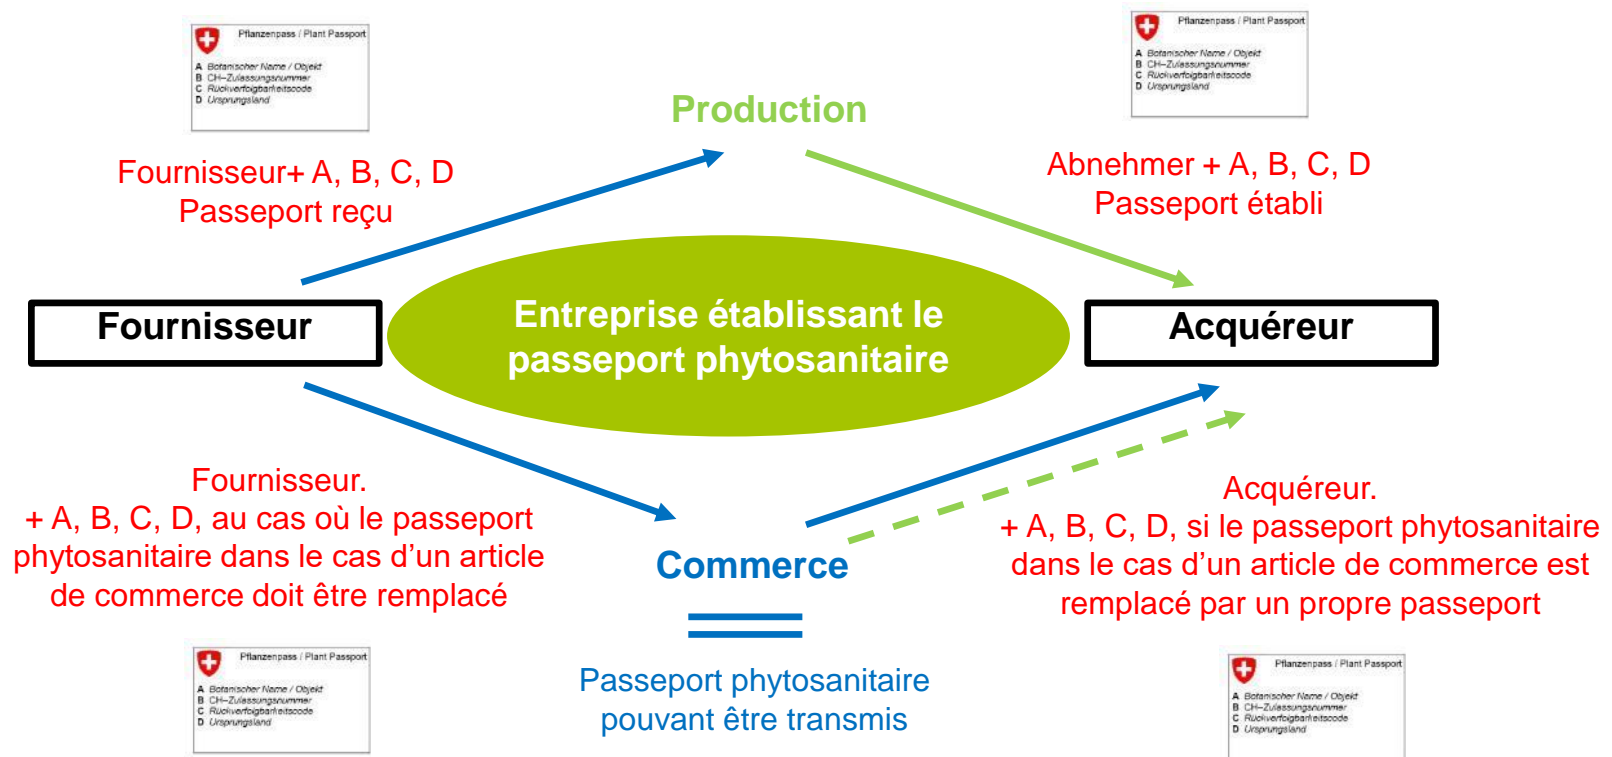 Pflanzenpass / Plant Passport
A Botanischer Name / Objekt
B CH–Zulassungsnummer
C Rückverfolgbarkeitscode
D Ursprungsland
Pflanzenpass / Plant Passport
A Botanischer Name / Objekt
B CH–Zulassungsnummer
C Rückverfolgbarkeitscode
D Ursprungsland
Production
Fournisseur+ A, B, C, D
Passeport reçu
Abnehmer + A, B, C, D
Passeport établi
Fournisseur
Entreprise établissant le
passeport phytosanitaire
Acquéreur
Fournisseur.
+ A, B, C, D, au cas où le passeport
phytosanitaire dans le cas d’un article
de commerce doit être remplacé
Commerce
Acquéreur.
+ A, B, C, D, si le passeport phytosanitaire
dans le cas d’un article de commerce est
remplacé par un propre passeport
Passeport phytosanitaire
pouvant être transmis
Pflanzenpass / Plant Passport
A Botanischer Name / Objekt
B CH–Zulassungsnummer
C Rückverfolgbarkeitscode
D Ursprungsland
Pflanzenpass / Plant Passport
A Botanischer Name / Objekt
B CH–Zulassungsnummer
C Rückverfolgbarkeitscode
D Ursprungsland